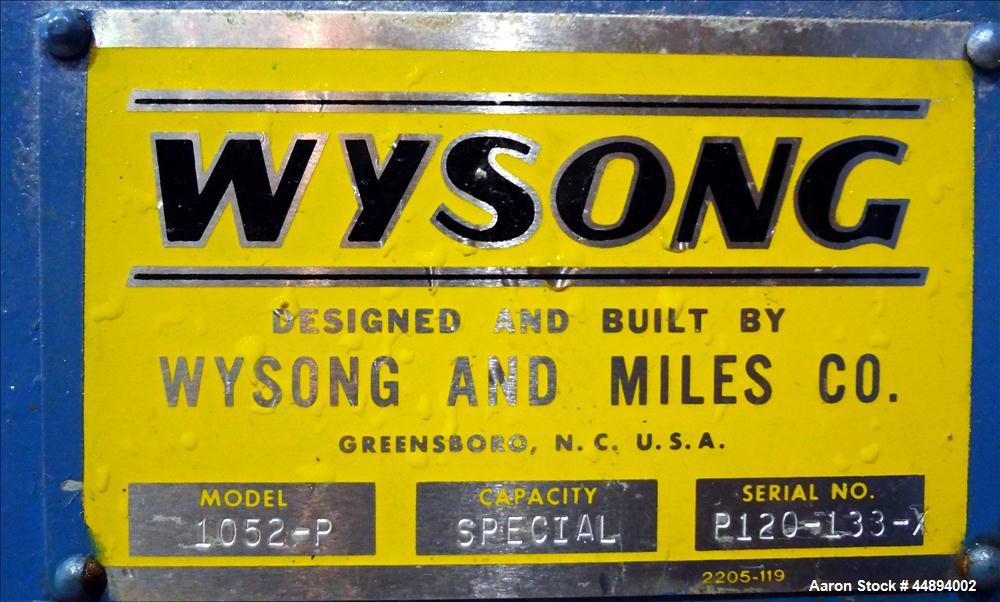 WYSONG
DESIGNED AND BUILT BY
WYSONG AND MILES CO.
GREENSBORO, N. C. U. S. A.
MODEL
1052-P
CAPACITY
SPECIAL
SERIAL NO.
P120-133-X
2205-119
Aaron Stock # 44894002